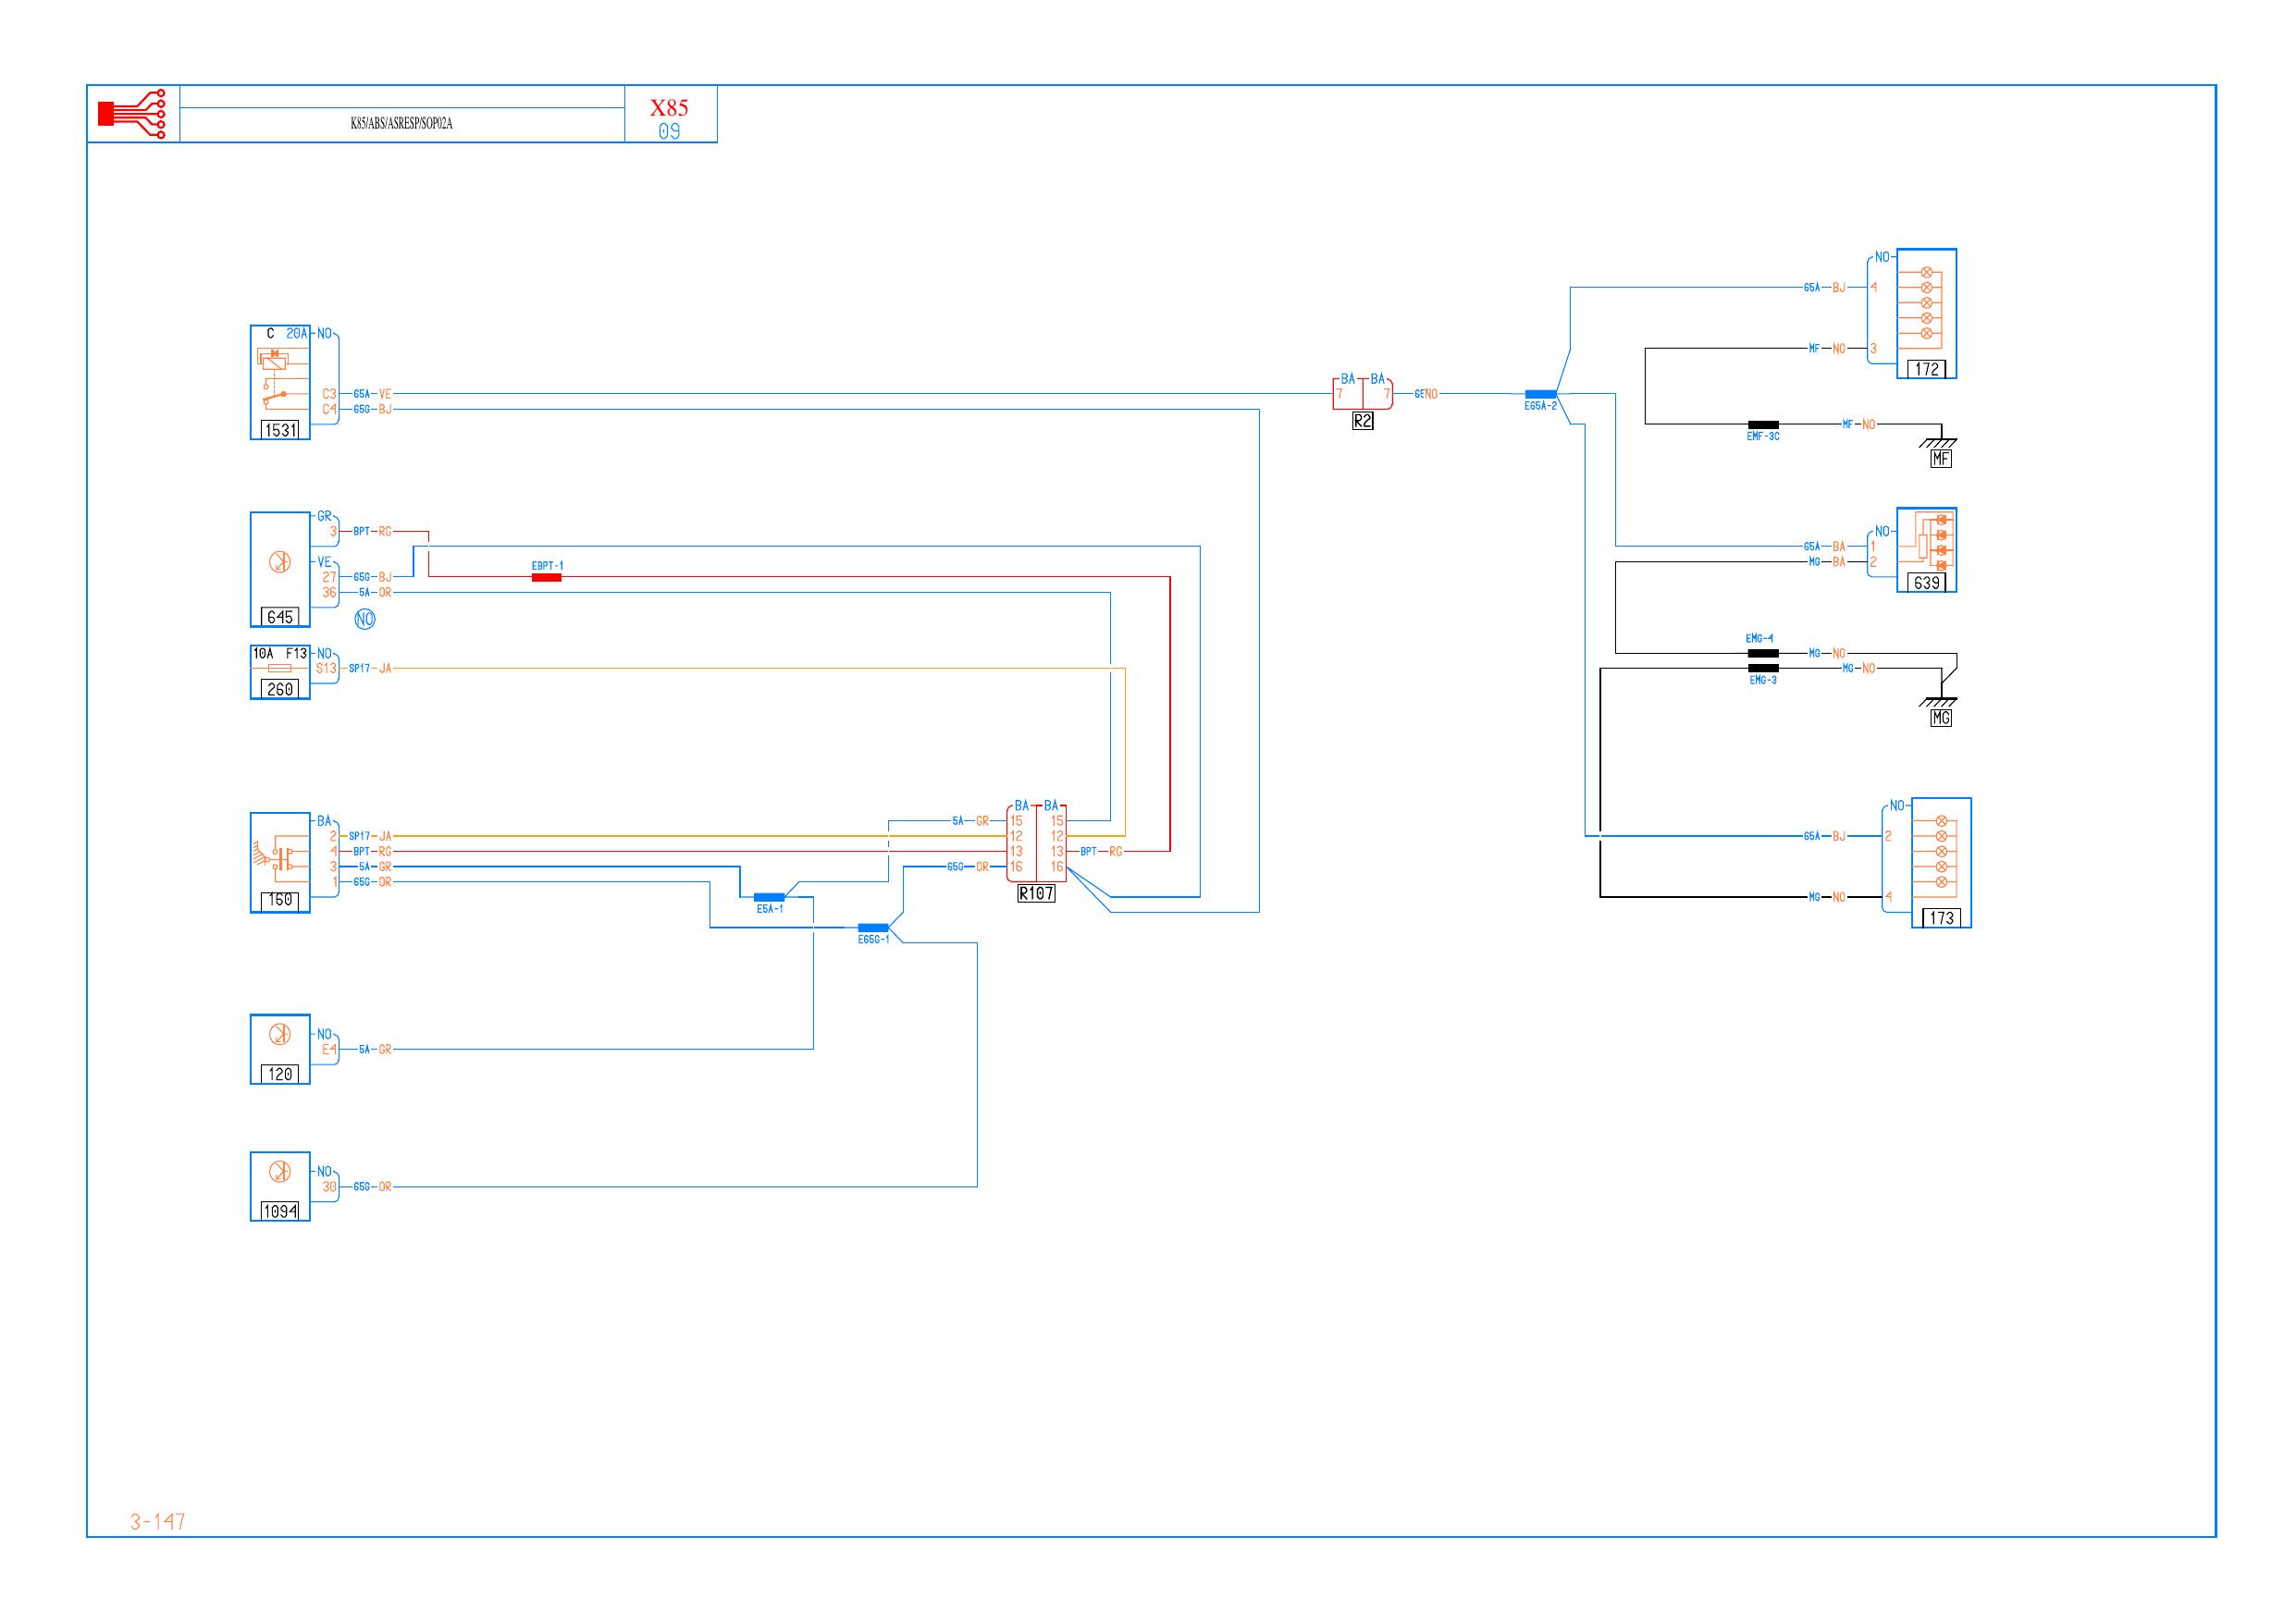 K85/ABS/ASRESP/SOP02A
X85
09
NO
65A BJ 4
C 20A NO
MF NO 3
172
BA BA
C3 65A VE
7 7 NO
C4 65G BJ
E65A-2
R2
MF NO
1531
EMF-3C
MF
GR
NO
3 BPT RG
65A BA 1
VE
EBPT-1
MG BA 2
27 65G BJ
639
36 5A OR
645
NO
EMG-4
10A F13 NO
MG NO
S13 SP17 JA
MG NO
EMG-3
260
MG
BA BA
NO
BA
5A GR 15 15
2 SP17 JA
12 12
65A BJ 2
4 BPT RG
13 13 BPT RG
3 5A GR
65G OR 16 16
1 65G OR
R107
160
MG NO 4
E5A-1
173
E65G-1
NO
E4 5A GR
120
NO
30 65G OR
1094
3-147